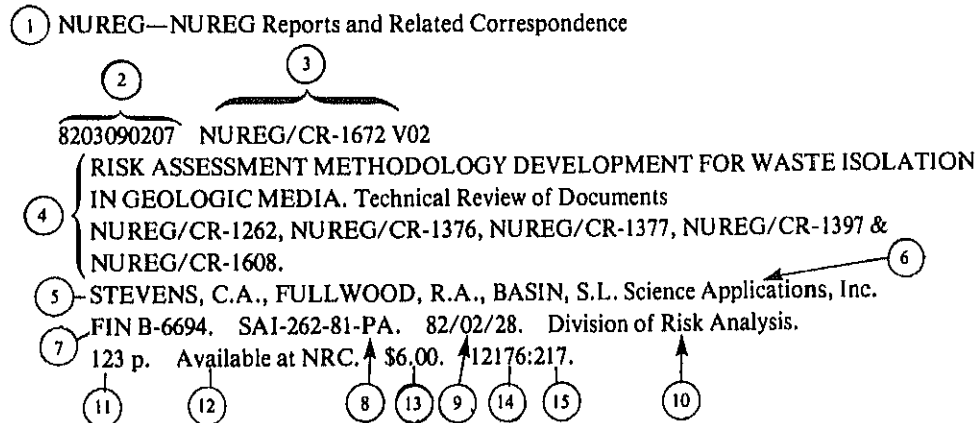 1 NUREG—NUREG Reports and Related Correspondence
2 3
8203090207 NUREG/CR-1672 V02
RISK ASSESSMENT METHODOLOGY DEVELOPMENT FOR WASTE ISOLATION
IN GEOLOGIC MEDIA. Technical Review of Documents
4 NUREG/CR-1262, NUREG/CR-1376, NUREG/CR-1377, NUREG/CR-1397 &
NUREG/CR-1608.
6
5 STEVENS, C.A., FULLWOOD, R.A., BASIN, S.L. Science Applications, Inc.
7 FIN B-6694. SAI-262-81-PA. 82/02/28. Division of Risk Analysis.
123 p. Available at NRC. $6.00. 12176:217.
11 12 8 13 9 14 15 10